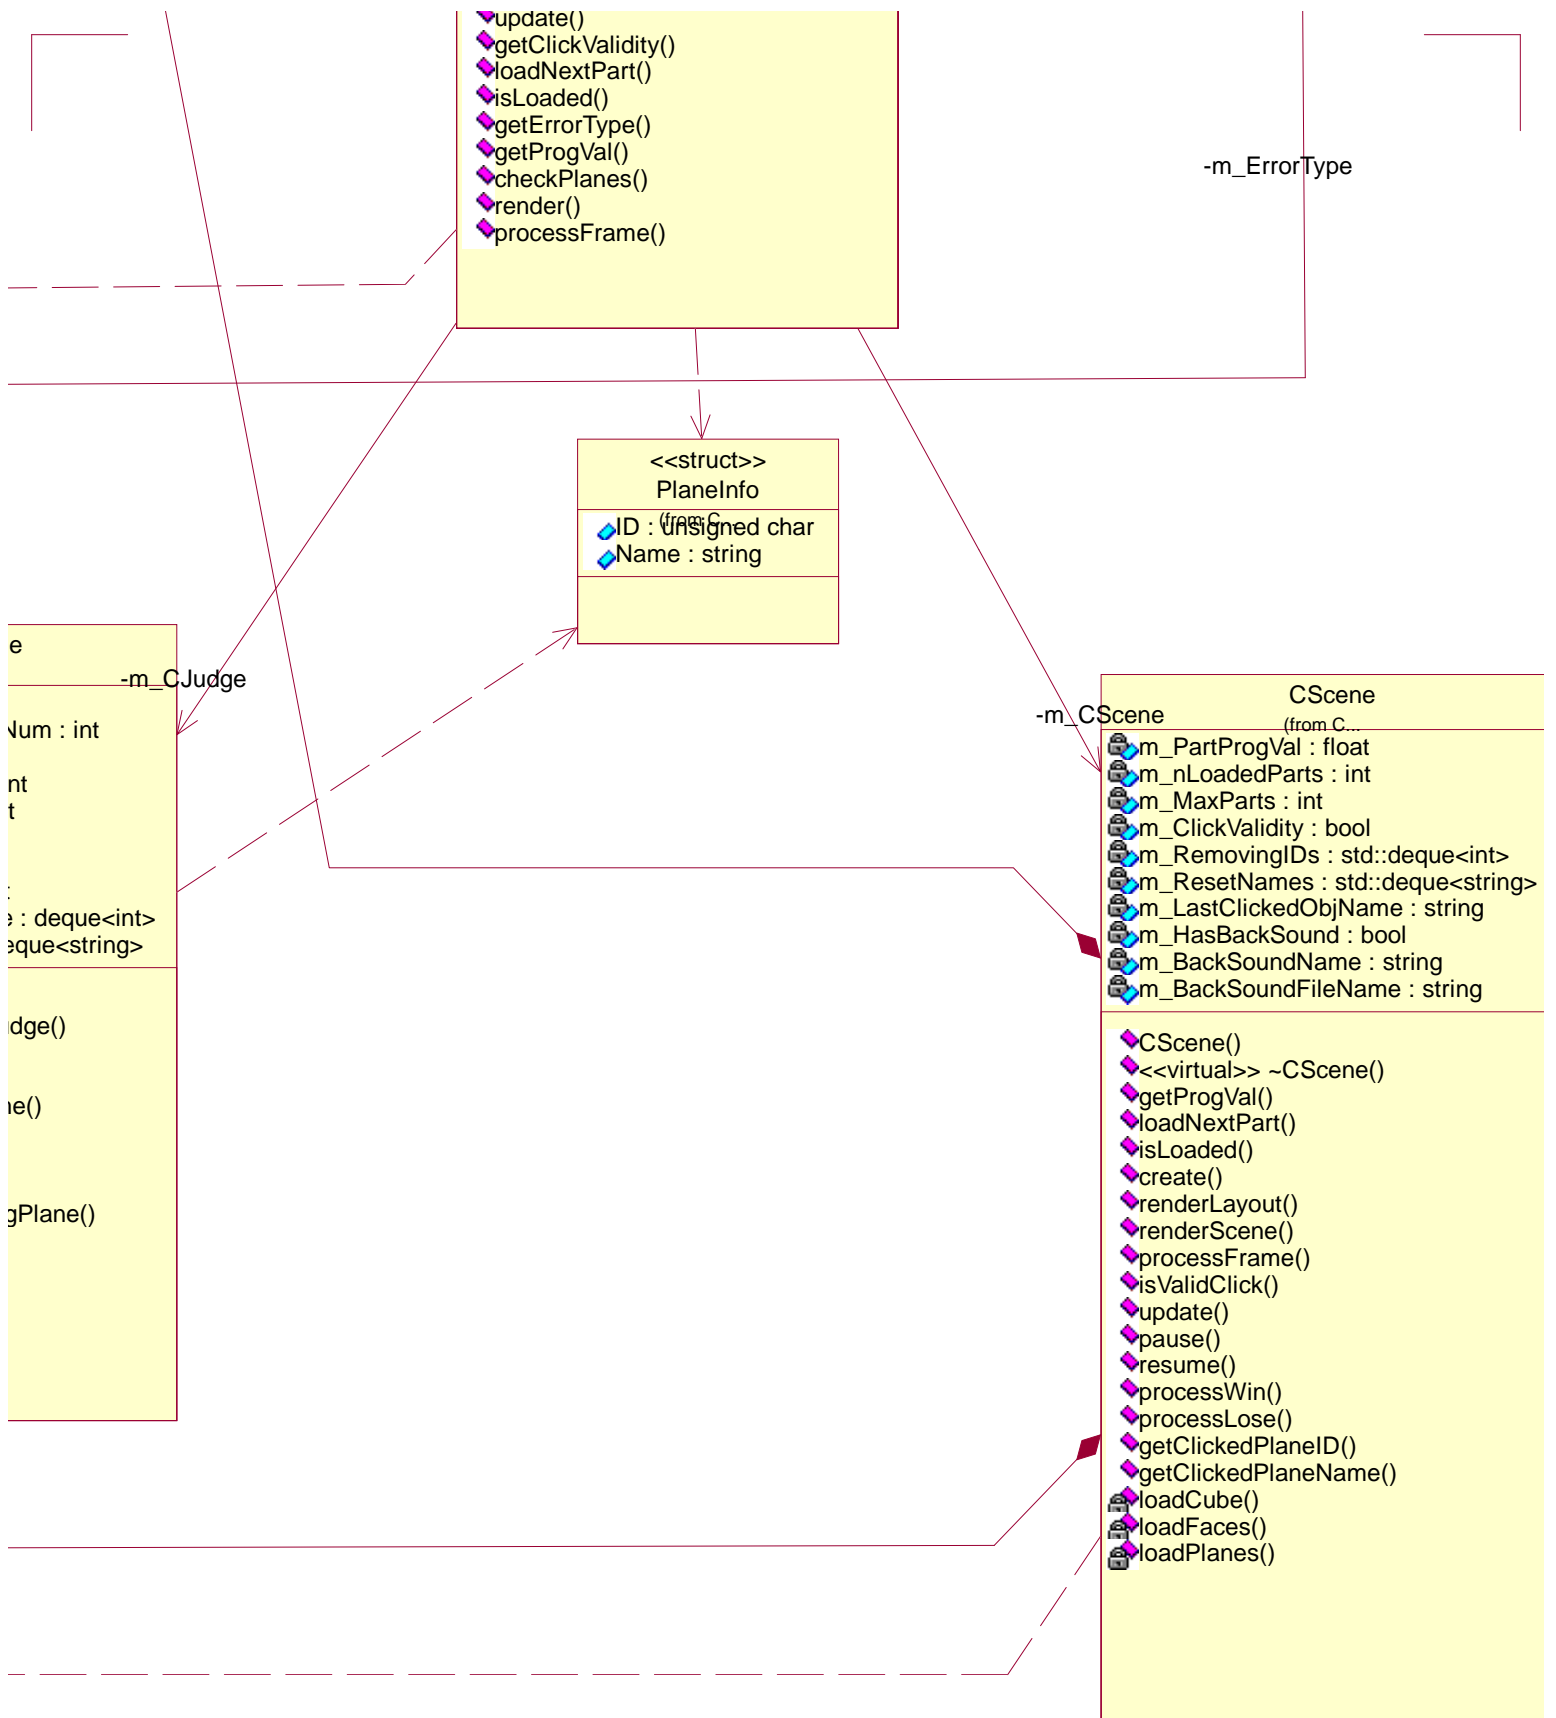 update()
getClickValidity()
loadNextPart()
isLoaded()
getErrorType()
getProgVal()
checkPlanes()
render()
processFrame()
-m_ErrorType
<<struct>>
PlaneInfo
(from C...
ID : unsigned char
Name : string
e
-m_CJudge
Num : int
nt
t
t
e : deque<int>
eque<string>
dge()
ne()
gPlane()
-m_CScene
CScene
(from C...
m_PartProgVal : float
m_nLoadedParts : int
m_MaxParts : int
m_ClickValidity : bool
m_RemovingIDs : std::deque<int>
m_ResetNames : std::deque<string>
m_LastClickedObjName : string
m_HasBackSound : bool
m_BackSoundName : string
m_BackSoundFileName : string
CScene()
<<virtual>> ~CScene()
getProgVal()
loadNextPart()
isLoaded()
create()
renderLayout()
renderScene()
processFrame()
isValidClick()
update()
pause()
resume()
processWin()
processLose()
getClickedPlaneID()
getClickedPlaneName()
loadCube()
loadFaces()
loadPlanes()